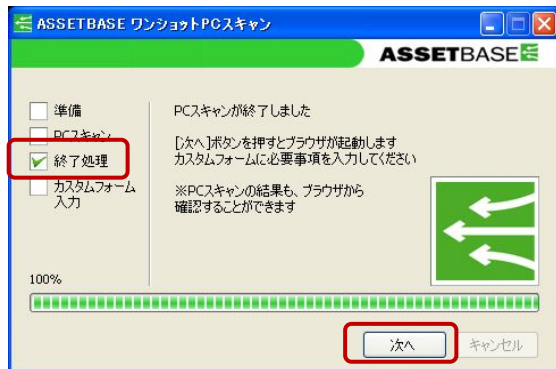 ASSETBASE ワンショットPCスキャン
ASSETBASE
準備
PCスキャン
終了処理
カスタムフォーム
入力
PCスキャンが終了しました
[次へ]ボタンを押すとブラウザが起動します
カスタムフォームに必要事項を入力してください
※PCスキャンの結果も、ブラウザから
確認することができます
100%
次へ
キャンセル